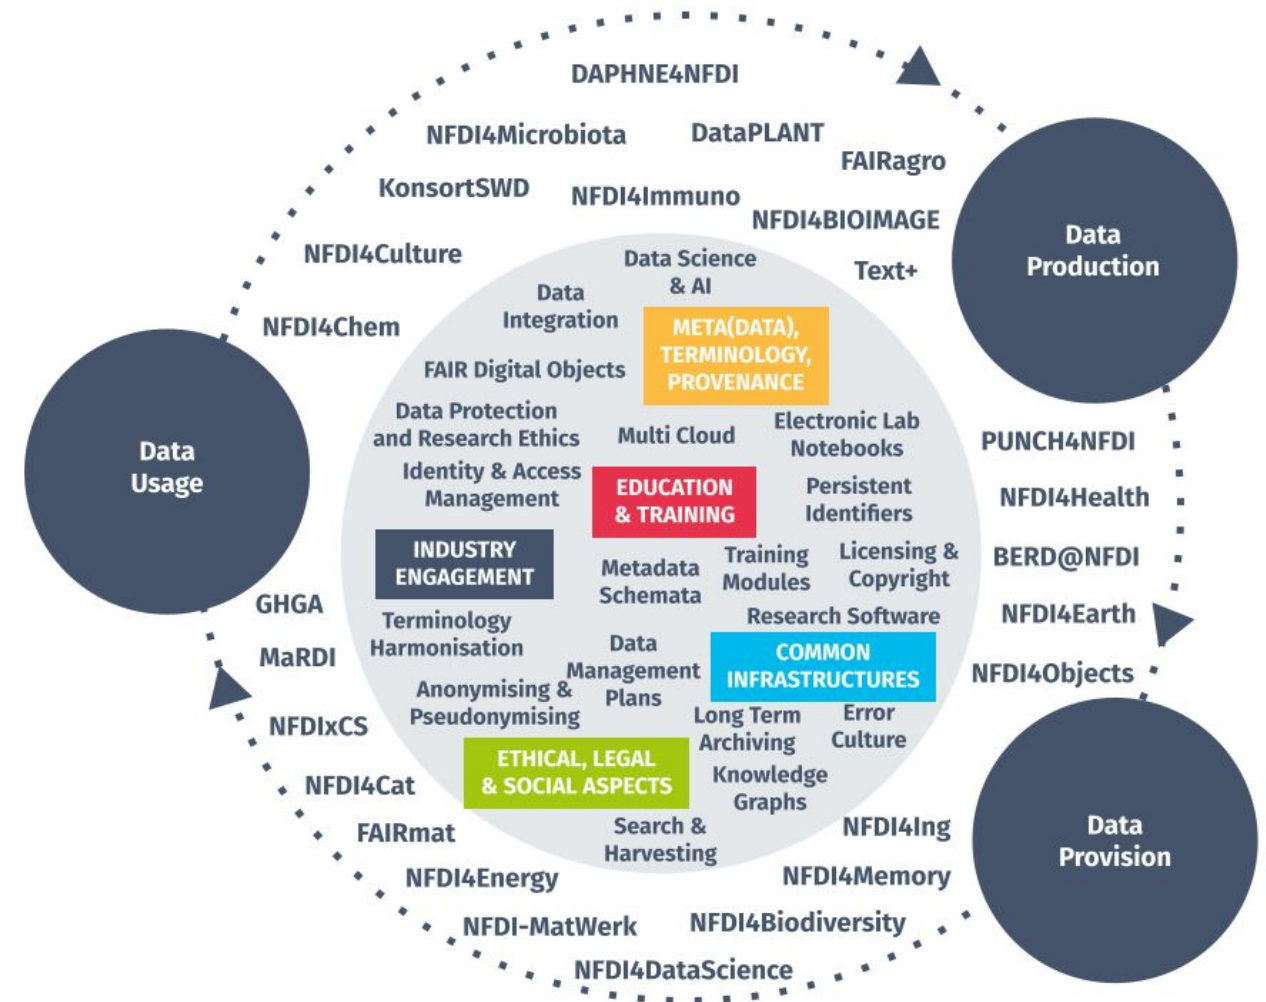 DAPHNE4NFDI
NFDI4Microbiota
DataPLANT
FAIRagro
KonsortSWD
NFDI4Immuno
NFDI4BIOIMAGE
NFDI4Culture
Text+
NFDI4Chem
Data
Production
Data
Usage
Data Science
& AI
Data
Integration
META(DATA),
TERMINOLOGY,
PROVENANCE
FAIR Digital Objects
Data Protection
and Research Ethics
Multi Cloud
Electronic Lab
Notebooks
Identity & Access
Management
EDUCATION
& TRAINING
Persistent
Identifiers
INDUSTRY
ENGAGEMENT
Metadata
Schemata
Training
Modules
Licensing &
Copyright
Research Software
Terminology
Harmonisation
Data
Management
Plans
COMMON
INFRASTRUCTURES
Anonymising &
Pseudonymising
Long Term
Archiving
Error
Culture
ETHICAL, LEGAL
& SOCIAL ASPECTS
Knowledge
Graphs
Search &
Harvesting
PUNCH4NFDI
NFDI4Health
BERD@NFDI
NFDI4Earth
NFDI4Objects
Data
Provision
GHGA
MaRDI
NFDIxCS
NFDI4Cat
FAIRmat
NFDI4Energy
NFDI-MatWerk
NFDI4DataScience
NFDI4Biodiversity
NFDI4Memory
NFDI4Ing